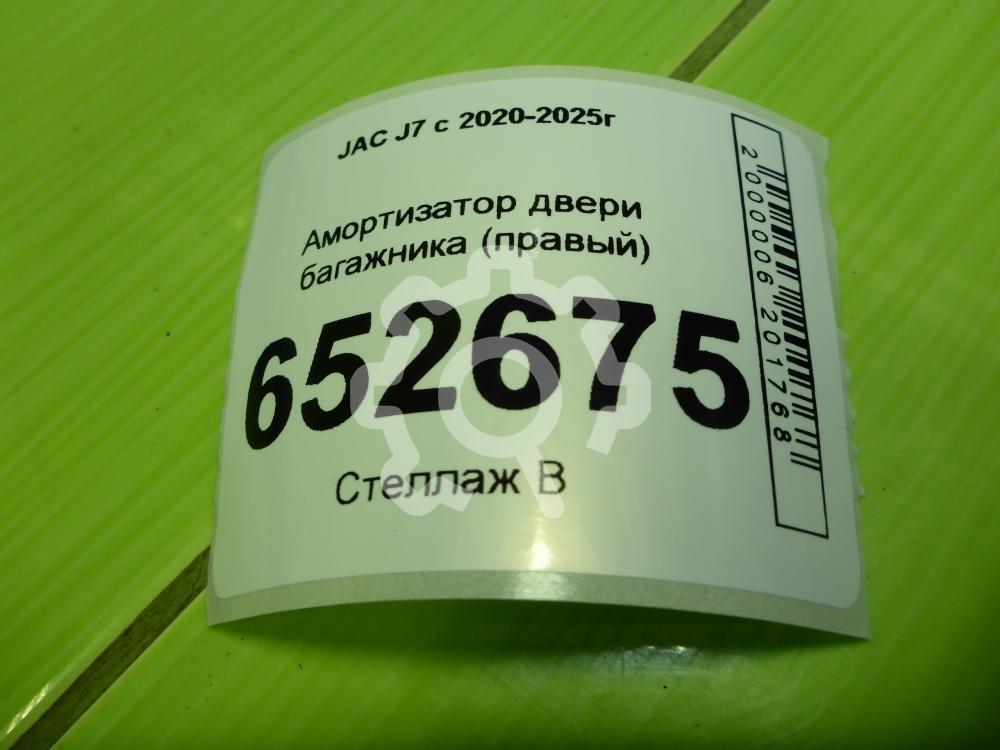 JAC J7 с 2020-2025г
Амортизатор двери
багажника (правый)
652675
Стеллаж В
2000006201768